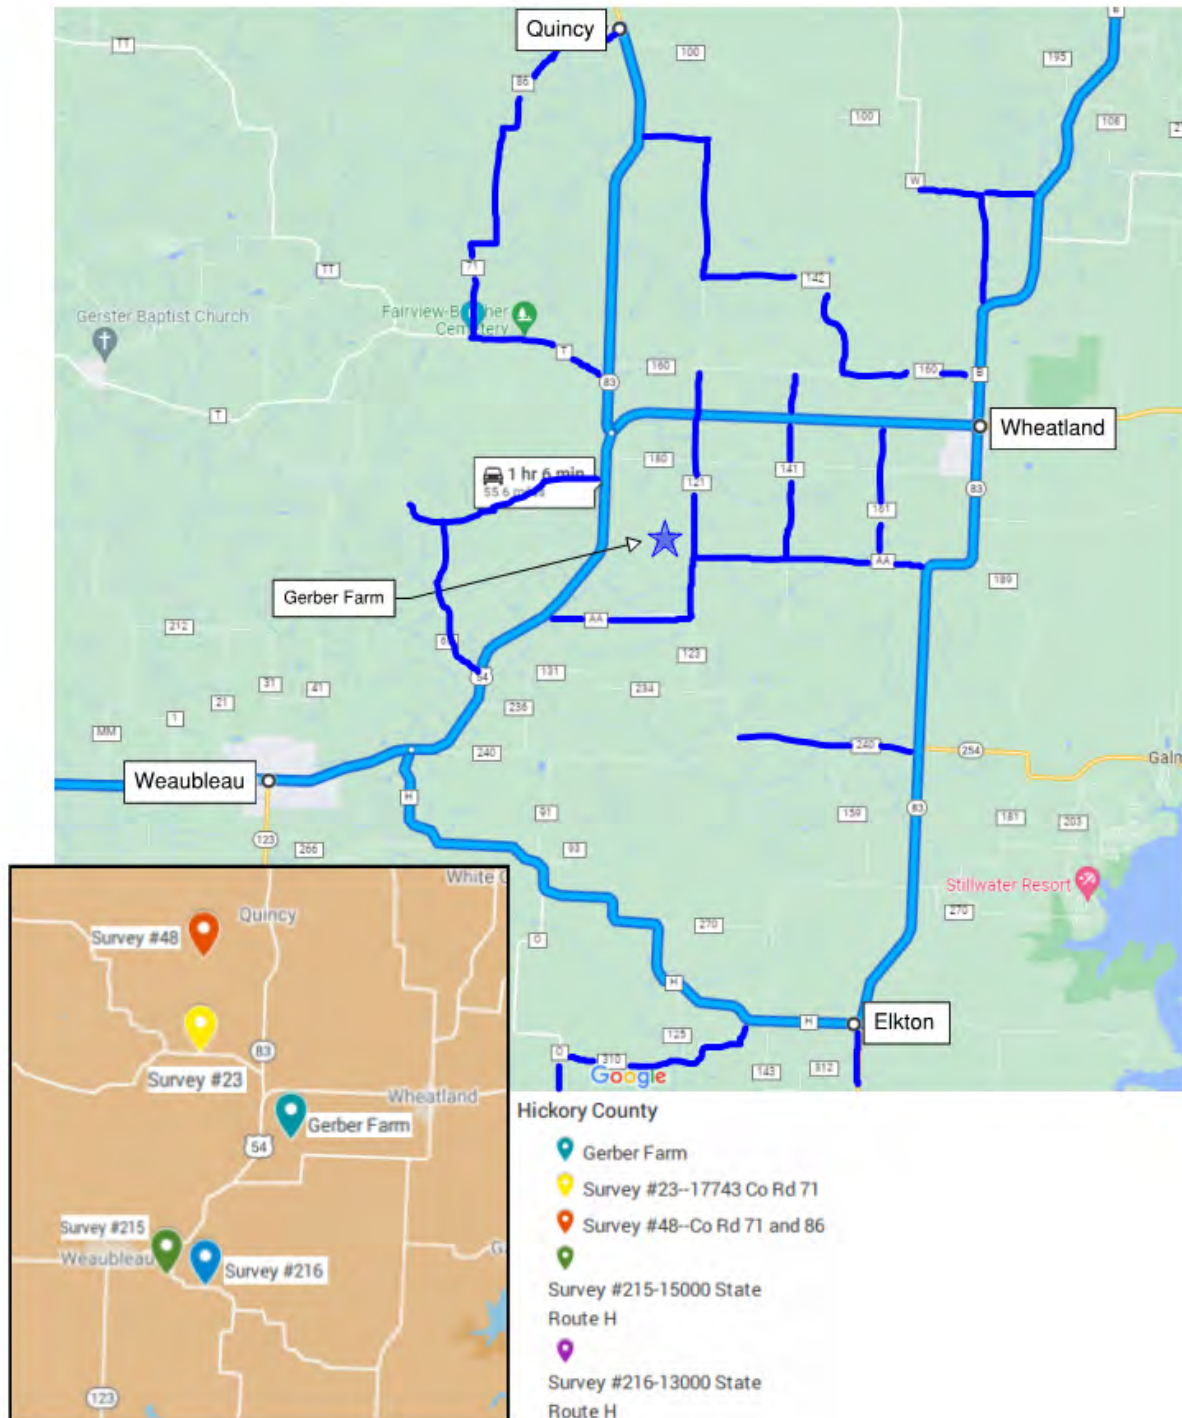 Quincy
B
TT
100
195
86
100
106
W
TT
71
142
Gerster Baptist Church
Cemetery
T
160
83
160
B
T
Wheatland
180
1 hr 6 min
141
121
83
161
AA
Gerber Farm
189
AA
212
123
131
54
31
41
234
21
236
1
MM
240
240
254
Weaubleau
H
83
91
159
181
203
123
266
93
Stillwater Resort
270
270
O
H
H
Elkton
125
O
310
143
312
Google
Quincy
Survey #48
83
Survey #23
Wheatland
Gerber Farm
54
Survey #215
Weaubleau
Survey #216
123
Hickory County
Gerber Farm
Survey #23--17743 Co Rd 71
Survey #48--Co Rd 71 and 86
Survey #215-15000 State
Route H
Survey #216-13000 State
Route H